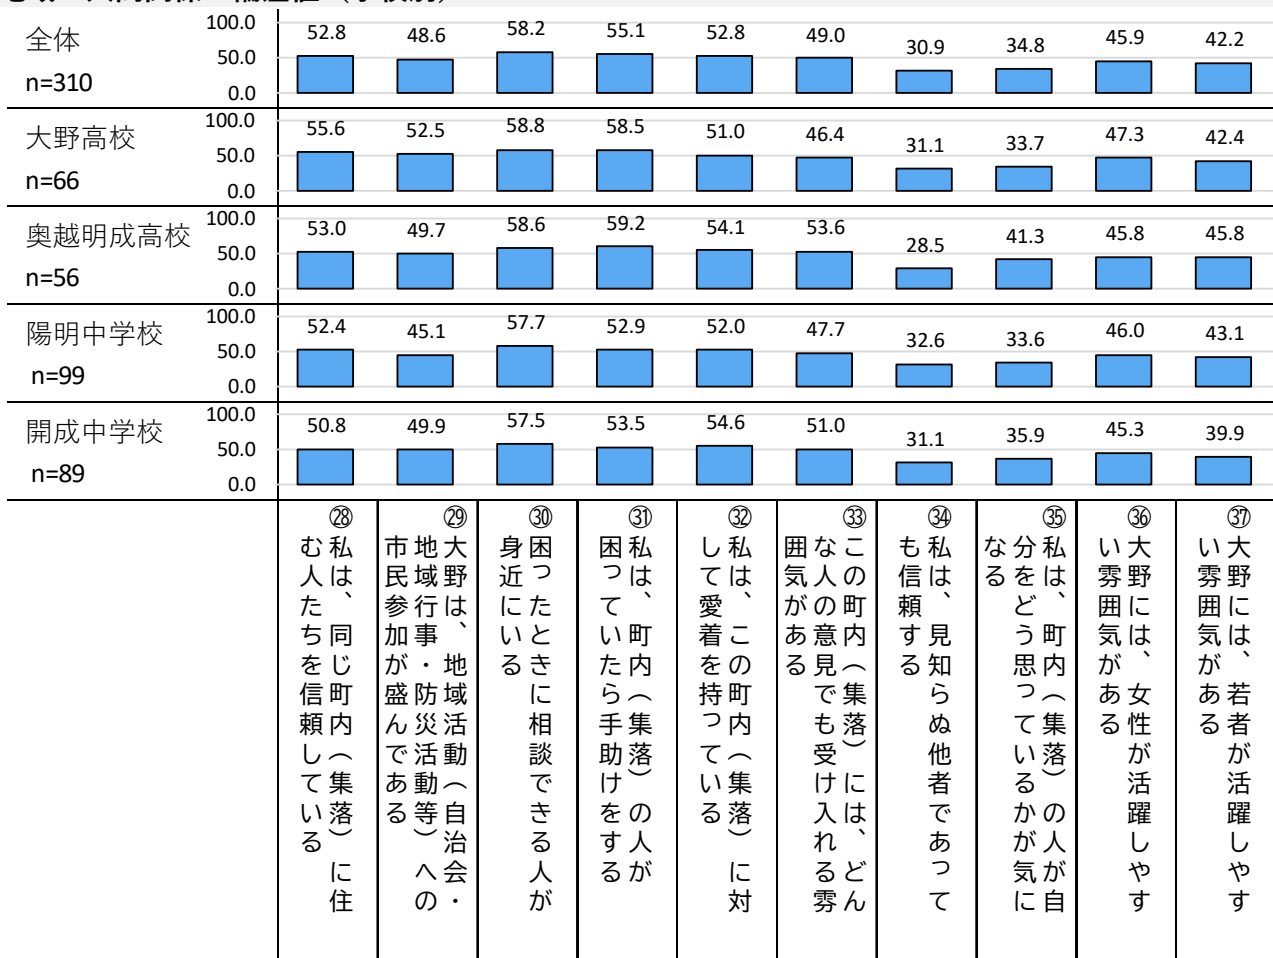 全体
n=310
100.0
50.0
0.0
52.8 48.6 58.2 55.1 52.8 49.0 30.9 34.8 45.9 42.2
大野高校
n=66
100.0
50.0
0.0
55.6 52.5 58.8 58.5 51.0 46.4 31.1 33.7 47.3 42.4
奥越明成高校
n=56
100.0
50.0
0.0
53.0 49.7 58.6 59.2 54.1 53.6 28.5 41.3 45.8 45.8
陽明中学校
n=99
100.0
50.0
0.0
52.4 45.1 57.7 52.9 52.0 47.7 32.6 33.6 46.0 43.1
開成中学校
n=89
100.0
50.0
0.0
50.8 49.9 57.5 53.5 54.6 51.0 31.1 35.9 45.3 39.9
㉘私は、同じ町内（集落）に住
む人たちを信頼している
㉙大野は、地域活動（自治会・
地域行事・防災活動等）への
市民参加が盛んである
㉚困ったときに相談できる人が
身近にいる
㉛私は、町内（集落）の人が
困っていたら手助けをする
㉜私は、この町内（集落）に対
して愛着を持っている
㉝この町内（集落）には、どん
な人の意見でも受け入れる雰
囲気がある
㉞私は、見知らぬ他者であって
も信頼する
㉟私は、町内（集落）の人が自
分をどう思っているかが気に
なる
㊱大野には、女性が活躍しやす
い雰囲気がある
㊲大野には、若者が活躍しやす
い雰囲気がある